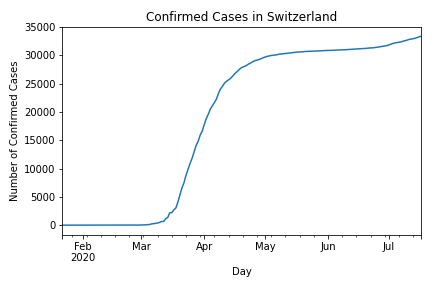 Confirmed Cases in Switzerland
35000
30000
25000
20000
15000
10000
5000
0
Number of Confirmed Cases
Feb Mar Apr May Jun Jul
2020
Day